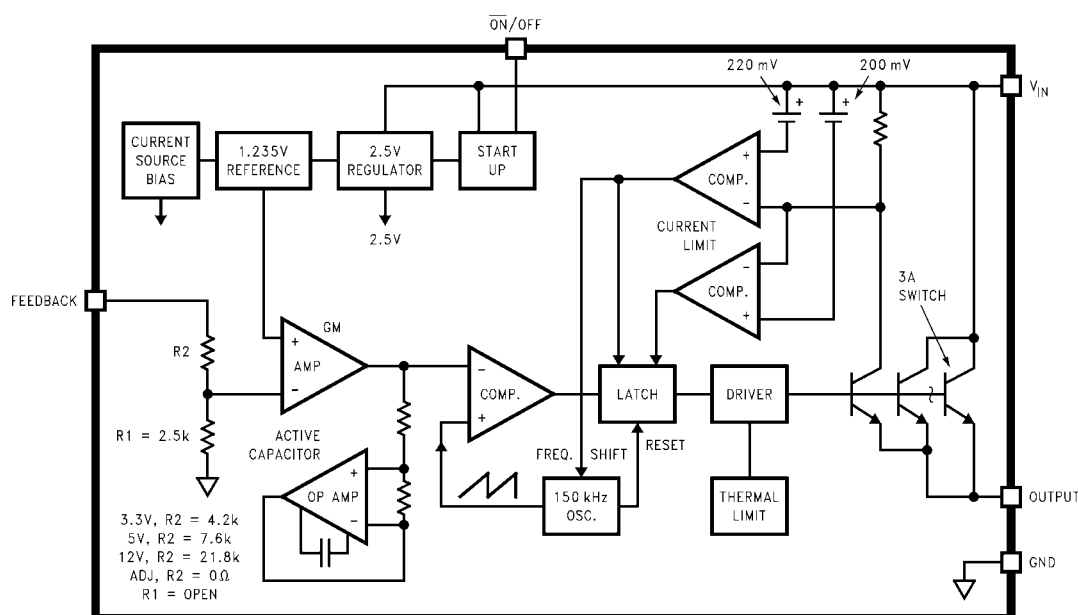 O̅N̅/OFF
220 mV
200 mV
+
+
VIN
CURRENT
SOURCE
BIAS
1.235V
REFERENCE
2.5V
REGULATOR
START
UP
2.5V
+
COMP.
−
CURRENT
LIMIT
−
COMP.
+
3A
SWITCH
FEEDBACK
R2
R1 = 2.5k
GM
+
AMP
−
−
COMP.
+
LATCH
DRIVER
ACTIVE
CAPACITOR
+
OP AMP
−
FREQ. SHIFT
RESET
150 kHz
OSC.
THERMAL
LIMIT
OUTPUT
GND
3.3V, R2 = 4.2k
5V, R2 = 7.6k
12V, R2 = 21.8k
ADJ, R2 = 0Ω
R1 = OPEN